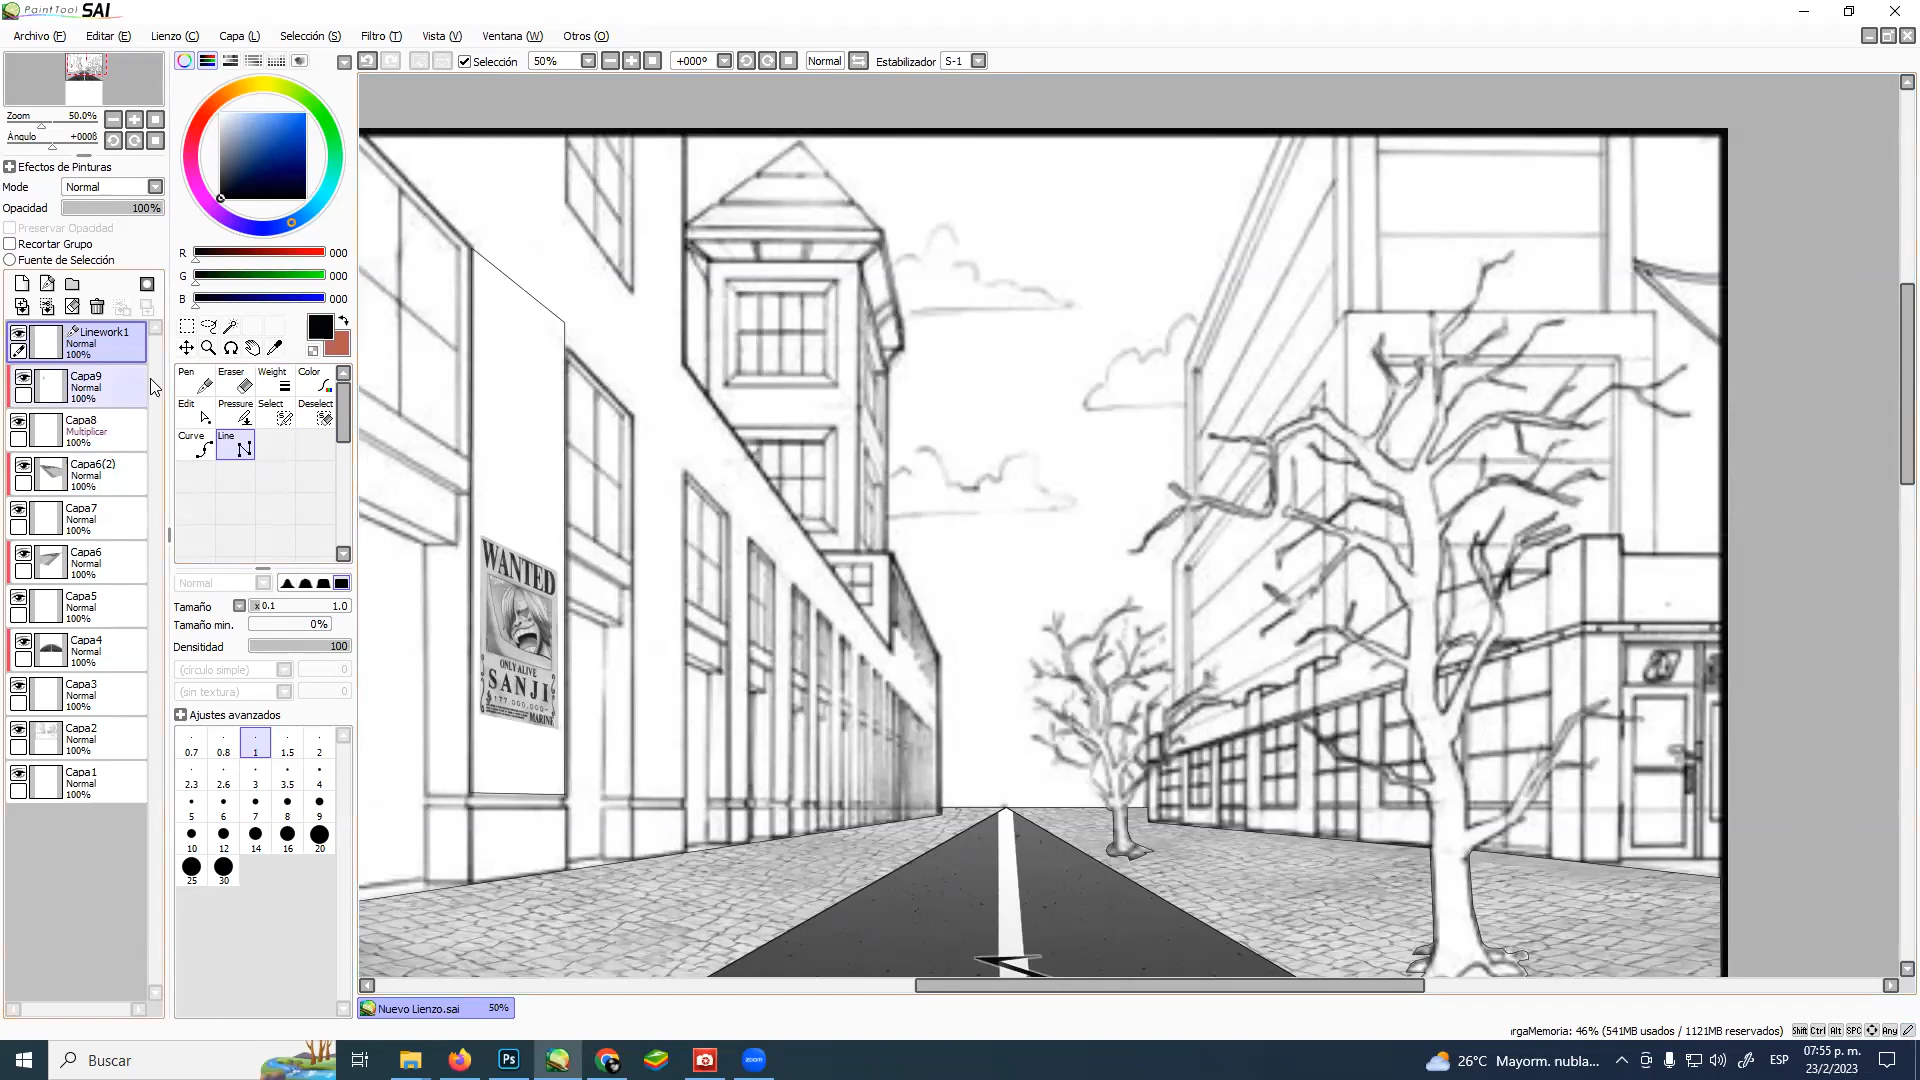 PaintTool SAI
Archivo (F) Editar (E) Lienzo (C) Capa (L) Selección (S) Filtro (T) Vista (V) Ventana (W) Otros (O)
Selección 50% +000º Normal Estabilizador S-1
Zoom 50.0%
Ángulo +000ß
Efectos de Pinturas
Mode Normal
Opacidad 100%
Preservar Opacidad
Recortar Grupo
Fuente de Selección
Linework1
Normal
100%
Capa9
Normal
100%
Capa8
Multiplicar
100%
Capa6(2)
Normal
100%
Capa7
Normal
100%
Capa6
Normal
100%
Capa5
Normal
100%
Capa4
Normal
100%
Capa3
Normal
100%
Capa2
Normal
100%
Capa1
Normal
100%
R 000
G 000
B 000
Pen Eraser Weight Color
Edit Pressure Select Deselect
Curve Line
Normal
Tamaño x 0.1 1.0
Tamaño min. 0%
Densitidad 100
(círculo simple) 0
(sin textura) 0
Ajustes avanzados
0.7 0.8 1 1.5 2
2.3 2.6 3 3.5 4
5 6 7 8 9
10 12 14 16 20
25 30
WANTED
ONLY ALIVE
SANJI
177,000,000-
MARINE
Nuevo Lienzo.sai 50%
rgaMemoria: 46% (541MB usados / 1121MB reservados) Shift Ctrl Alt SPC Any
Buscar
Ps
zoom
26°C Mayorm. nubla...
ESP
07:55 p. m.
23/2/2023